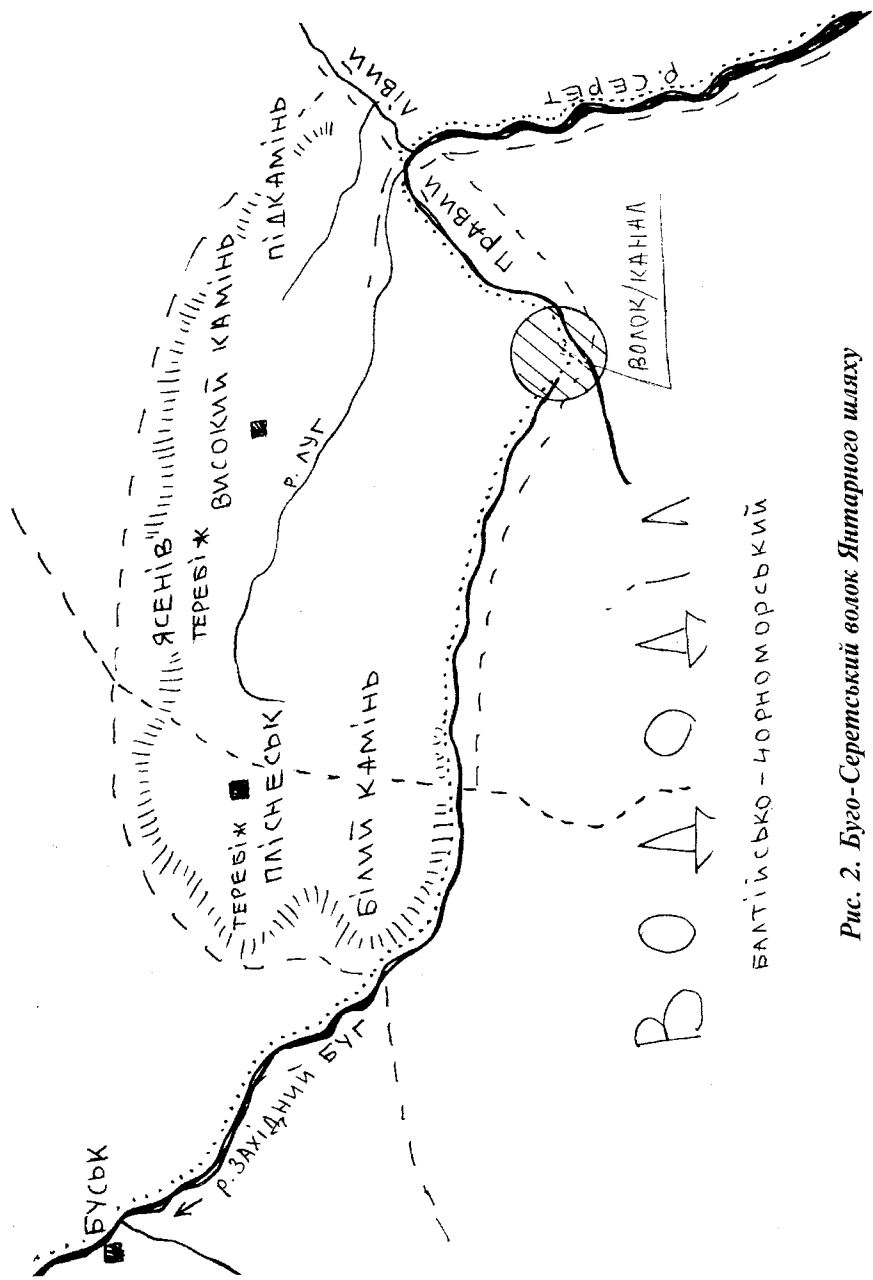 БУСЬК
Р. ЗАХІДНИЙ БУГ
ТЕРЕБІЖ
ПЛІСНЕСЬК
БІЛИЙ КАМІНЬ
ЯСЕНІВ
ТЕРЕБІЖ
ВИСОКИЙ КАМІНЬ
ПІДКАМІНЬ
Р. ЛУГ
ЛІВИЙ
ПРАВИЙ
Р. СЕРЕТ
ВОЛОК/КАНАЛ
ВОДОДІЛ
БАЛТІЙСЬКО-ЧОРНОМОРСЬКИЙ
Рис. 2. Буго-Серетський волок Янтарного шляху